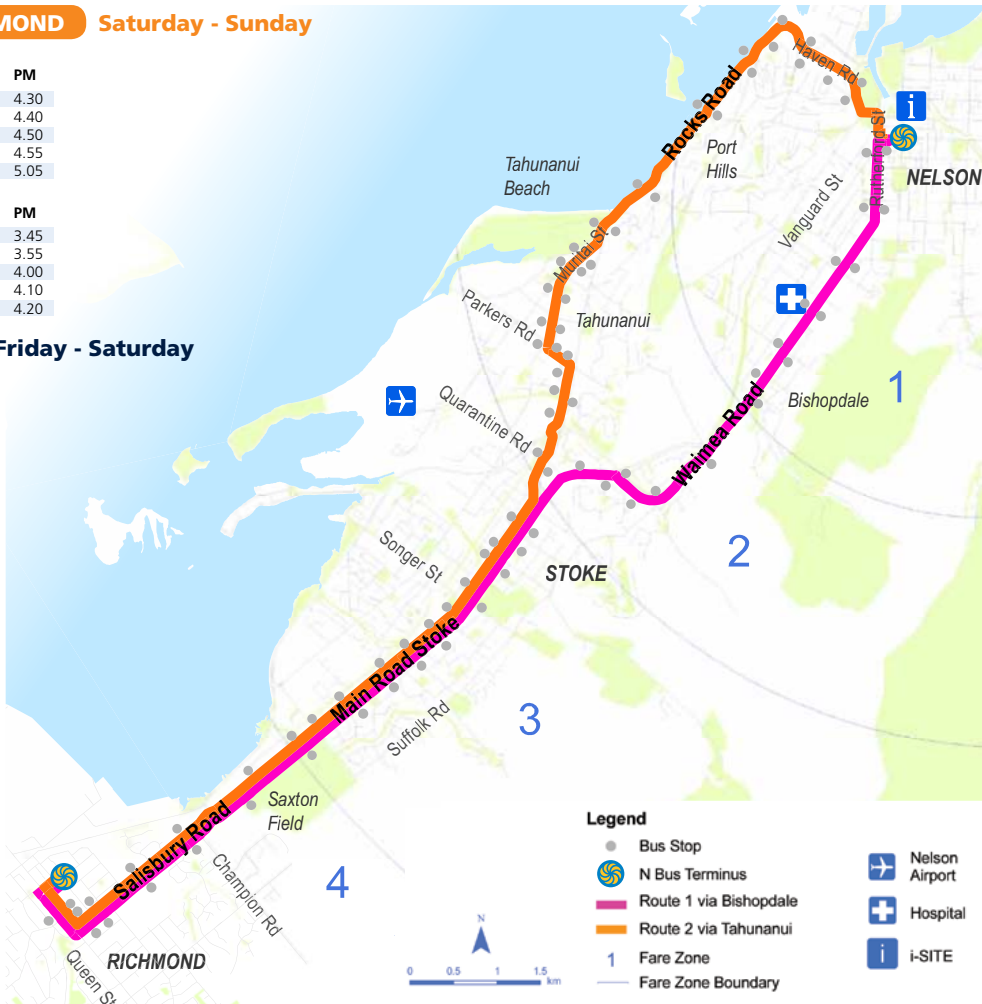 MOND Saturday - Sunday
PM
4.30
4.40
4.50
4.55
5.05
PM
3.45
3.55
4.00
4.10
4.20
Friday - Saturday
Haven Rd
Rocks Road
Port
Hills
Rutherford St
i
NELSON
Tahunanui
Beach
Vanguard St
Muritai St
Parkers Rd
Tahunanui
Quarantine Rd
Bishopdale
1
Waimea Road
2
Songer St
STOKE
Main Road Stoke
3
Suffolk Rd
Saxton
Field
Salisbury Road
Champion Rd
4
RICHMOND
Queen St
N
0 0.5 1 1.5
km
Legend
Bus Stop
N Bus Terminus
Route 1 via Bishopdale
Route 2 via Tahunanui
1 Fare Zone
Fare Zone Boundary
Nelson
Airport
Hospital
i i-SITE